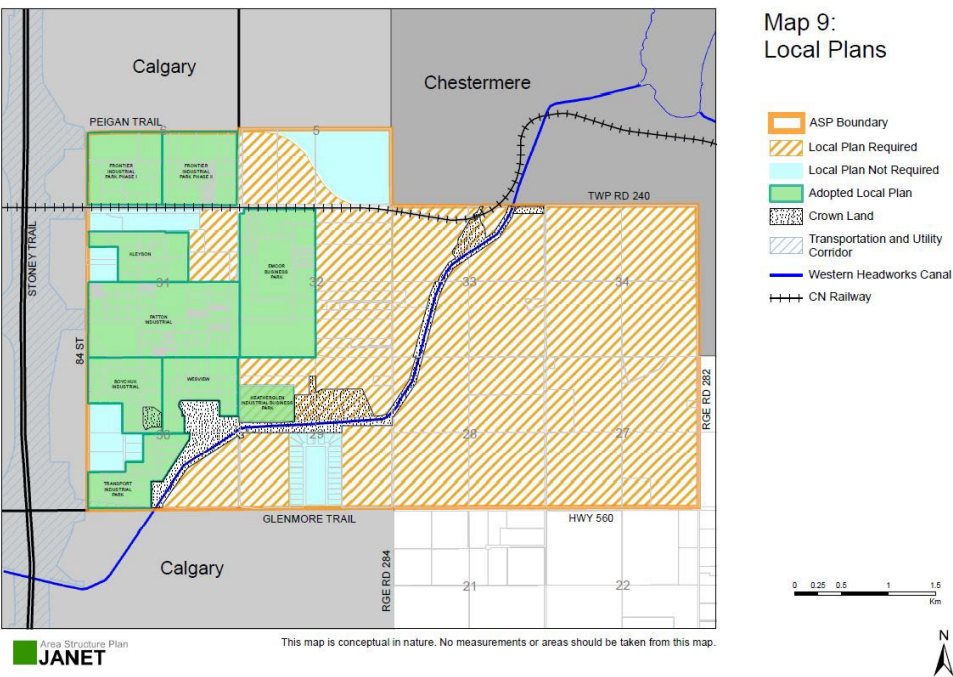 Map 9:
Local Plans
Calgary
Chestermere
PEIGAN TRAIL
5
FRONTIER
INDUSTRIAL
PARK PHASE I
FRONTIER
INDUSTRIAL
PARK PHASE II
TWP RD 240
STONEY TRAIL
84 ST
KLEYSON
EMCOR
BUSINESS
PARK
31
32
33
34
PATTON
INDUSTRIAL
BOYCHUK
INDUSTRIAL
WESVIEW
HEATHERGLEN
INDUSTRIAL BUSINESS
PARK
RGE RD 282
30
29
28
27
TRANSPORT
INDUSTRIAL
PARK
GLENMORE TRAIL
HWY 560
Calgary
RGE RD 284
21
22
ASP Boundary
Local Plan Required
Local Plan Not Required
Adopted Local Plan
Crown Land
Transportation and Utility
Corridor
Western Headworks Canal
CN Railway
0 0.25 0.5 1 1.5
Km
N
Area Structure Plan
JANET
This map is conceptual in nature. No measurements or areas should be taken from this map.